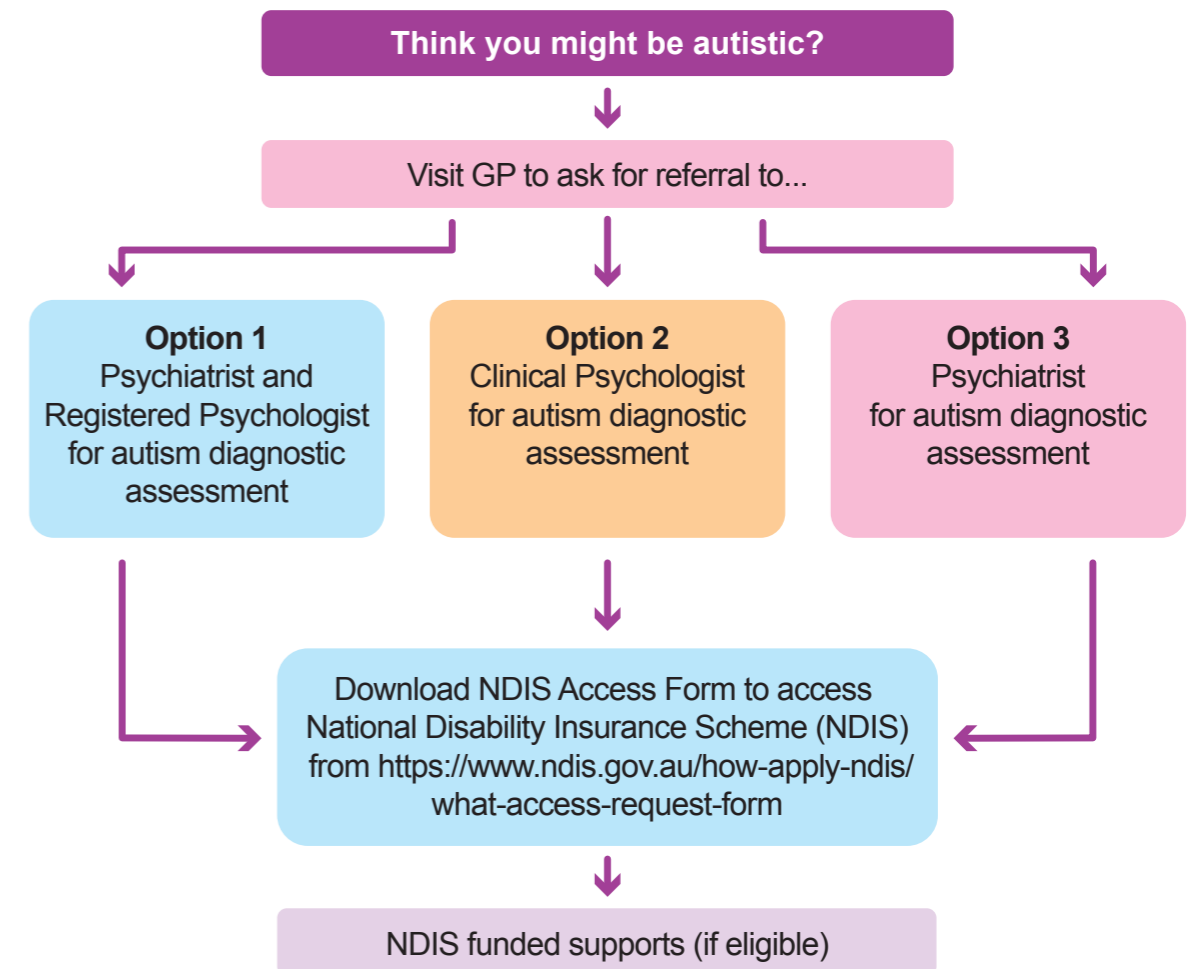 Think you might be autistic?
Visit GP to ask for referral to...
Option 1
Psychiatrist and
Registered Psychologist
for autism diagnostic
assessment
Option 2
Clinical Psychologist
for autism diagnostic
assessment
Option 3
Psychiatrist
for autism diagnostic
assessment
Download NDIS Access Form to access
National Disability Insurance Scheme (NDIS)
from https://www.ndis.gov.au/how-apply-ndis/
what-access-request-form
NDIS funded supports (if eligible)